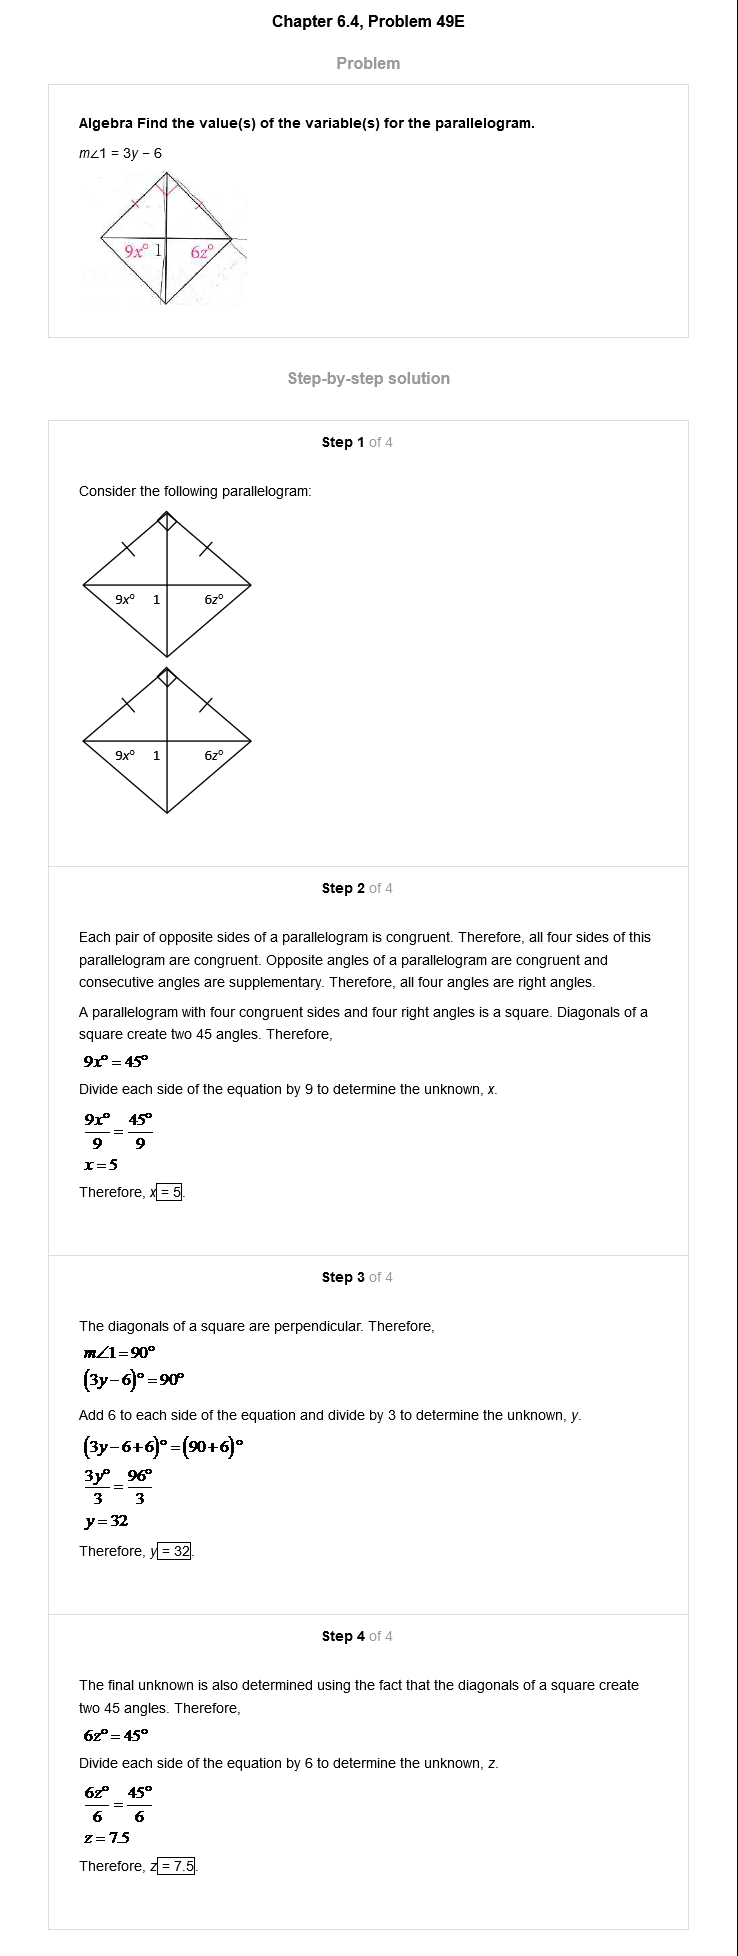 Chapter 6.4, Problem 49E
Problem
Algebra Find the value(s) of the variable(s) for the parallelogram.
m∠1 = 3y − 6
9x° 1 6z°
Step-by-step solution
Step 1 of 4
Consider the following parallelogram:
9x° 1 6z°
9x° 1 6z°
Step 2 of 4
Each pair of opposite sides of a parallelogram is congruent. Therefore, all four sides of this
parallelogram are congruent. Opposite angles of a parallelogram are congruent and
consecutive angles are supplementary. Therefore, all four angles are right angles.
A parallelogram with four congruent sides and four right angles is a square. Diagonals of a
square create two 45 angles. Therefore,
9x° = 45°
Divide each side of the equation by 9 to determine the unknown, x.
9x° 45°
=
9 9
x = 5
Therefore, x = 5.
Step 3 of 4
The diagonals of a square are perpendicular. Therefore,
m∠1 = 90°
(3y − 6)° = 90°
Add 6 to each side of the equation and divide by 3 to determine the unknown, y.
(3y − 6 + 6)° = (90 + 6)°
3y° 96°
=
3 3
y = 32
Therefore, y = 32.
Step 4 of 4
The final unknown is also determined using the fact that the diagonals of a square create
two 45 angles. Therefore,
6z° = 45°
Divide each side of the equation by 6 to determine the unknown, z.
6z° 45°
=
6 6
z = 7.5
Therefore, z = 7.5.